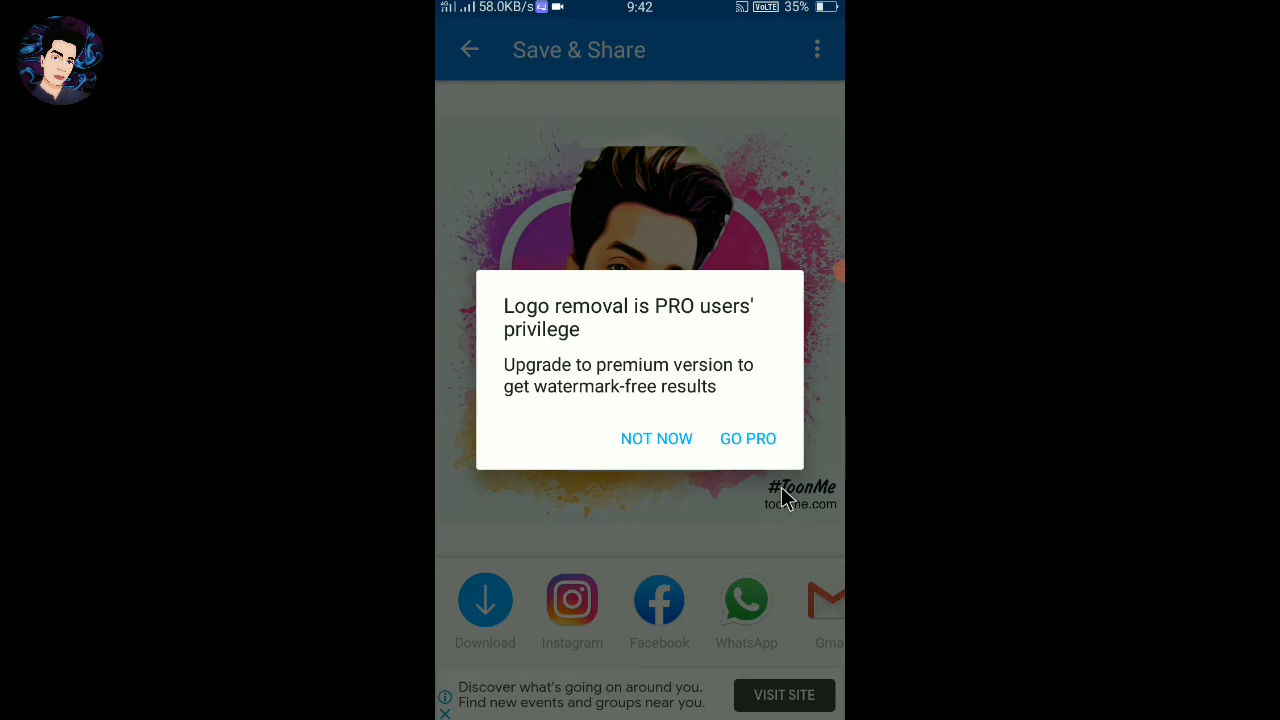 58.0KB/s
9:42
VoLTE 35%
Save & Share
Logo removal is PRO users'
privilege
Upgrade to premium version to
get watermark-free results
NOT NOW GO PRO
#ToonMe
toonme.com
Download Instagram Facebook WhatsApp Gma
Discover what's going on around you.
Find new events and groups near you.
VISIT SITE